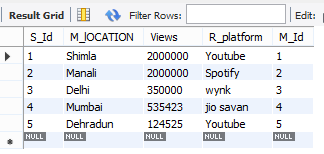 Result Grid Filter Rows: Edit:
S_Id M_lOCATION Views R_platform M_Id
1 Shimla 2000000 Youtube 1
2 Manali 2000000 Spotify 2
3 Delhi 350000 wynk 3
4 Mumbai 535423 jio savan 4
5 Dehradun 124525 Youtube 5
NULL NULL NULL NULL NULL